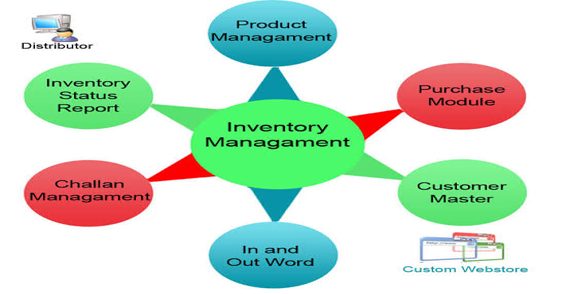 Product
Managament
Distributor
Inventory
Status
Report
Purchase
Module
Inventory
Managament
Challan
Managament
Customer
Master
In and
Out Word
Custom Webstore